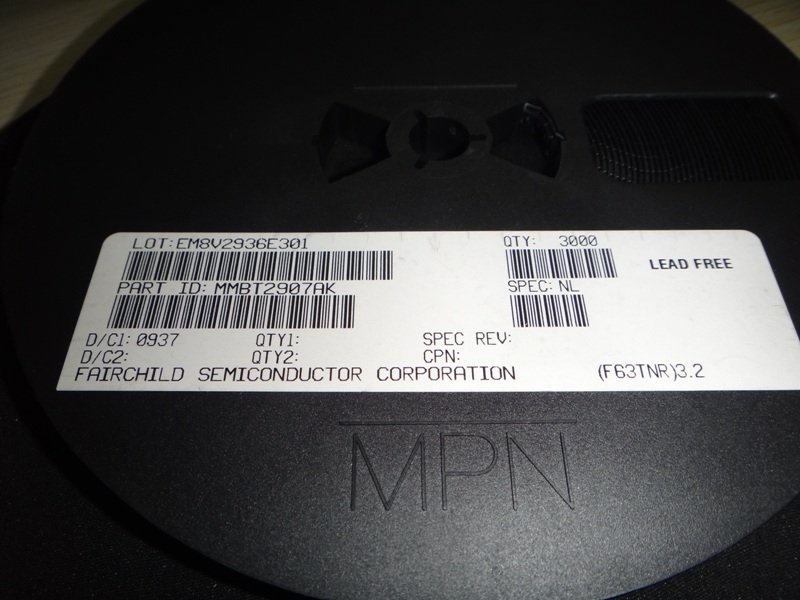 LOT: EM8V2936E301
QTY: 3000
LEAD FREE
PART ID: MMBT2907AK
SPEC: NL
D/C1: 0937 QTY1: SPEC REV:
D/C2: QTY2: CPN:
FAIRCHILD SEMICONDUCTOR CORPORATION (F63TNR)3.2
MPN